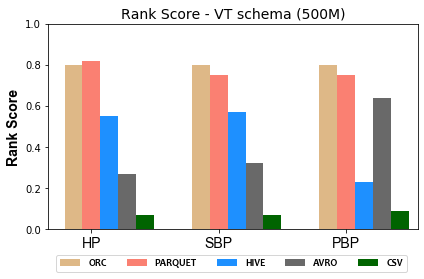 Rank Score - VT schema (500M)
1.0
0.8
0.6
0.4
0.2
0.0
Rank Score
HP SBP PBP
ORC PARQUET HIVE AVRO CSV